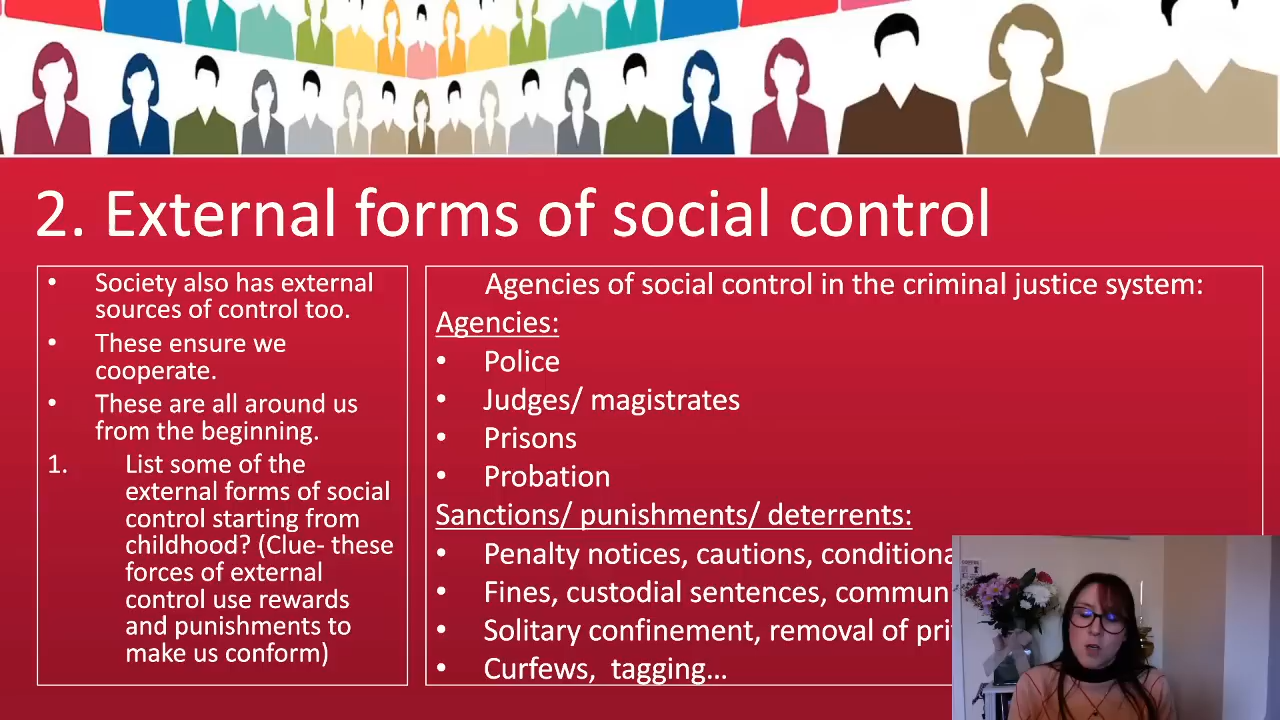 2. External forms of social control
• Society also has external
sources of control too.
• These ensure we
cooperate.
• These are all around us
from the beginning.
1. List some of the
external forms of social
control starting from
childhood? (Clue- these
forces of external
control use rewards
and punishments to
make us conform)
Agencies of social control in the criminal justice system:
Agencies:
• Police
• Judges/ magistrates
• Prisons
• Probation
Sanctions/ punishments/ deterrents:
• Penalty notices, cautions,
• Fines, custodial sentences,
• Solitary confinement, removal of
• Curfews, tagging...